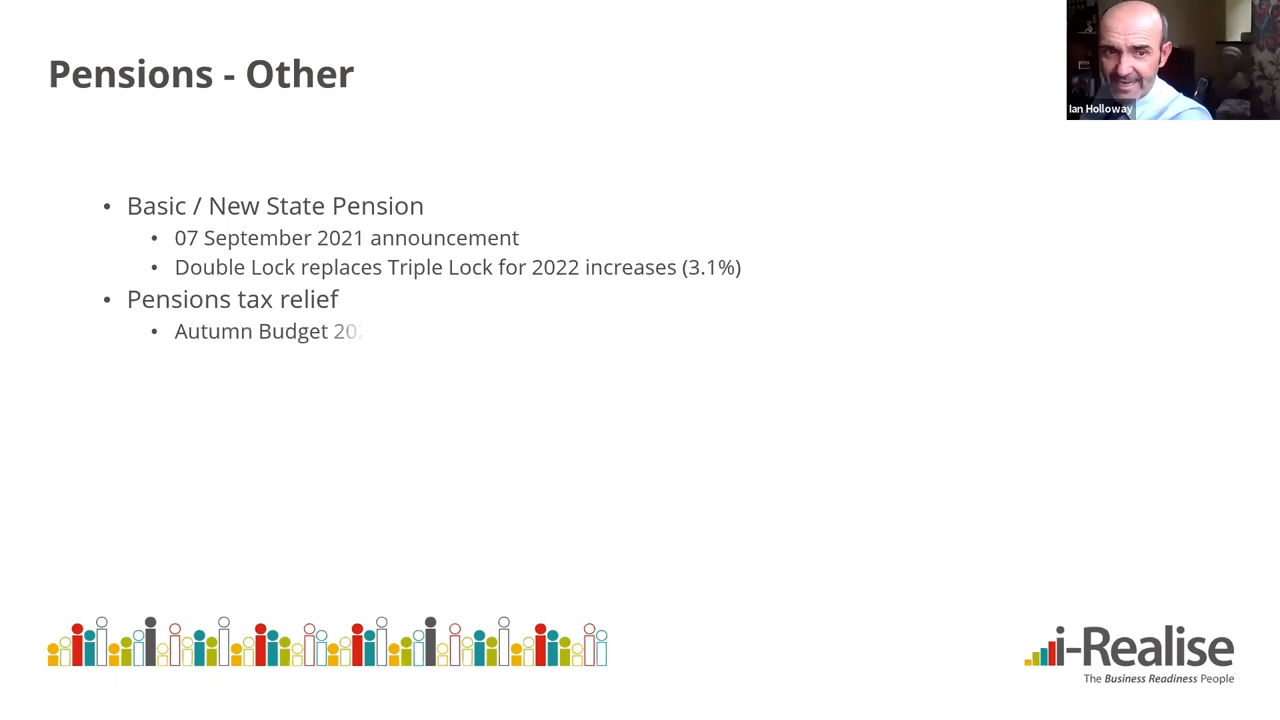 Pensions - Other
Ian Holloway
• Basic / New State Pension
• 07 September 2021 announcement
• Double Lock replaces Triple Lock for 2022 increases (3.1%)
• Pensions tax relief
• Autumn Budget
i-Realise
The Business Readiness People